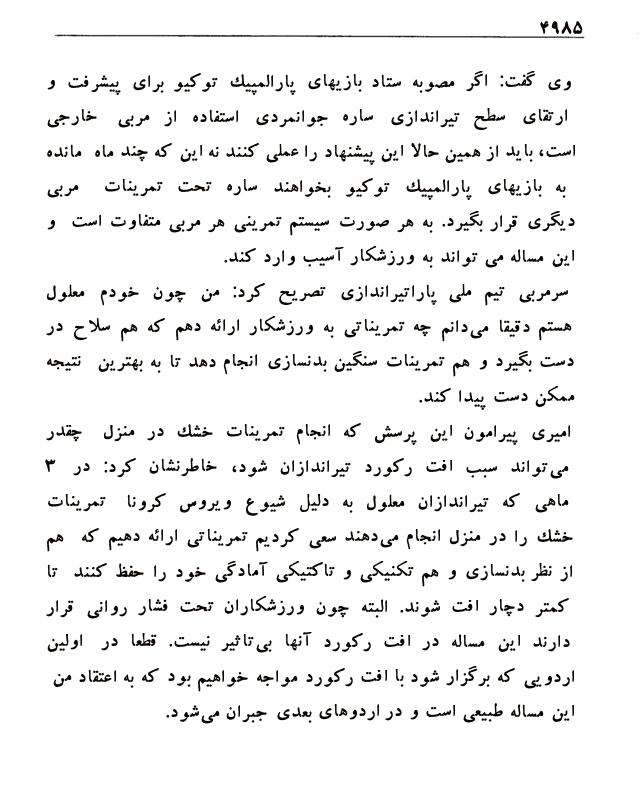 ۴۹۸۵
وی گفت: اگر مصوبه ستاد بازیهای پارالمپیك توکیو برای پیشرفت و
ارتقای سطح تیراندازی ساره جوانمردی استفاده از مربی خارجی
است، باید از همین حالا این پیشنهاد را عملی کنند نه این که چند ماه مانده
به بازیهای پارالمپیك توکیو بخواهند ساره تحت تمرینات مربی
دیگری قرار بگیرد. به هر صورت سیستم تمرینی هر مربی متفاوت است و
این مساله می تواند به ورزشکار آسیب وارد کند.
سرمربی تیم ملی پاراتیراندازی تصریح کرد: من چون خودم معلول
هستم دقیقا می‌دانم چه تمریناتی به ورزشکار ارائه دهم که هم سلاح در
دست بگیرد و هم تمرینات سنگین بدنسازی انجام دهد تا به بهترین نتیجه
ممکن دست پیدا کند.
امیری پیرامون این پرسش که انجام تمرینات خشك در منزل چقدر
می‌تواند سبب افت رکورد تیراندازان شود، خاطرنشان کرد: در ۳
ماهی که تیراندازان معلول به دلیل شیوع ویروس کرونا تمرینات
خشك را در منزل انجام می‌دهند سعی کردیم تمریناتی ارائه دهیم که هم
از نظر بدنسازی و هم تکنیکی و تاکتیکی آمادگی خود را حفظ کنند تا
کمتر دچار افت شوند. البته چون ورزشکاران تحت فشار روانی قرار
دارند این مساله در افت رکورد آنها بی‌تاثیر نیست. قطعا در اولین
اردویی که برگزار شود با افت رکورد مواجه خواهیم بود که به اعتقاد من
این مساله طبیعی است و در اردوهای بعدی جبران می‌شود.